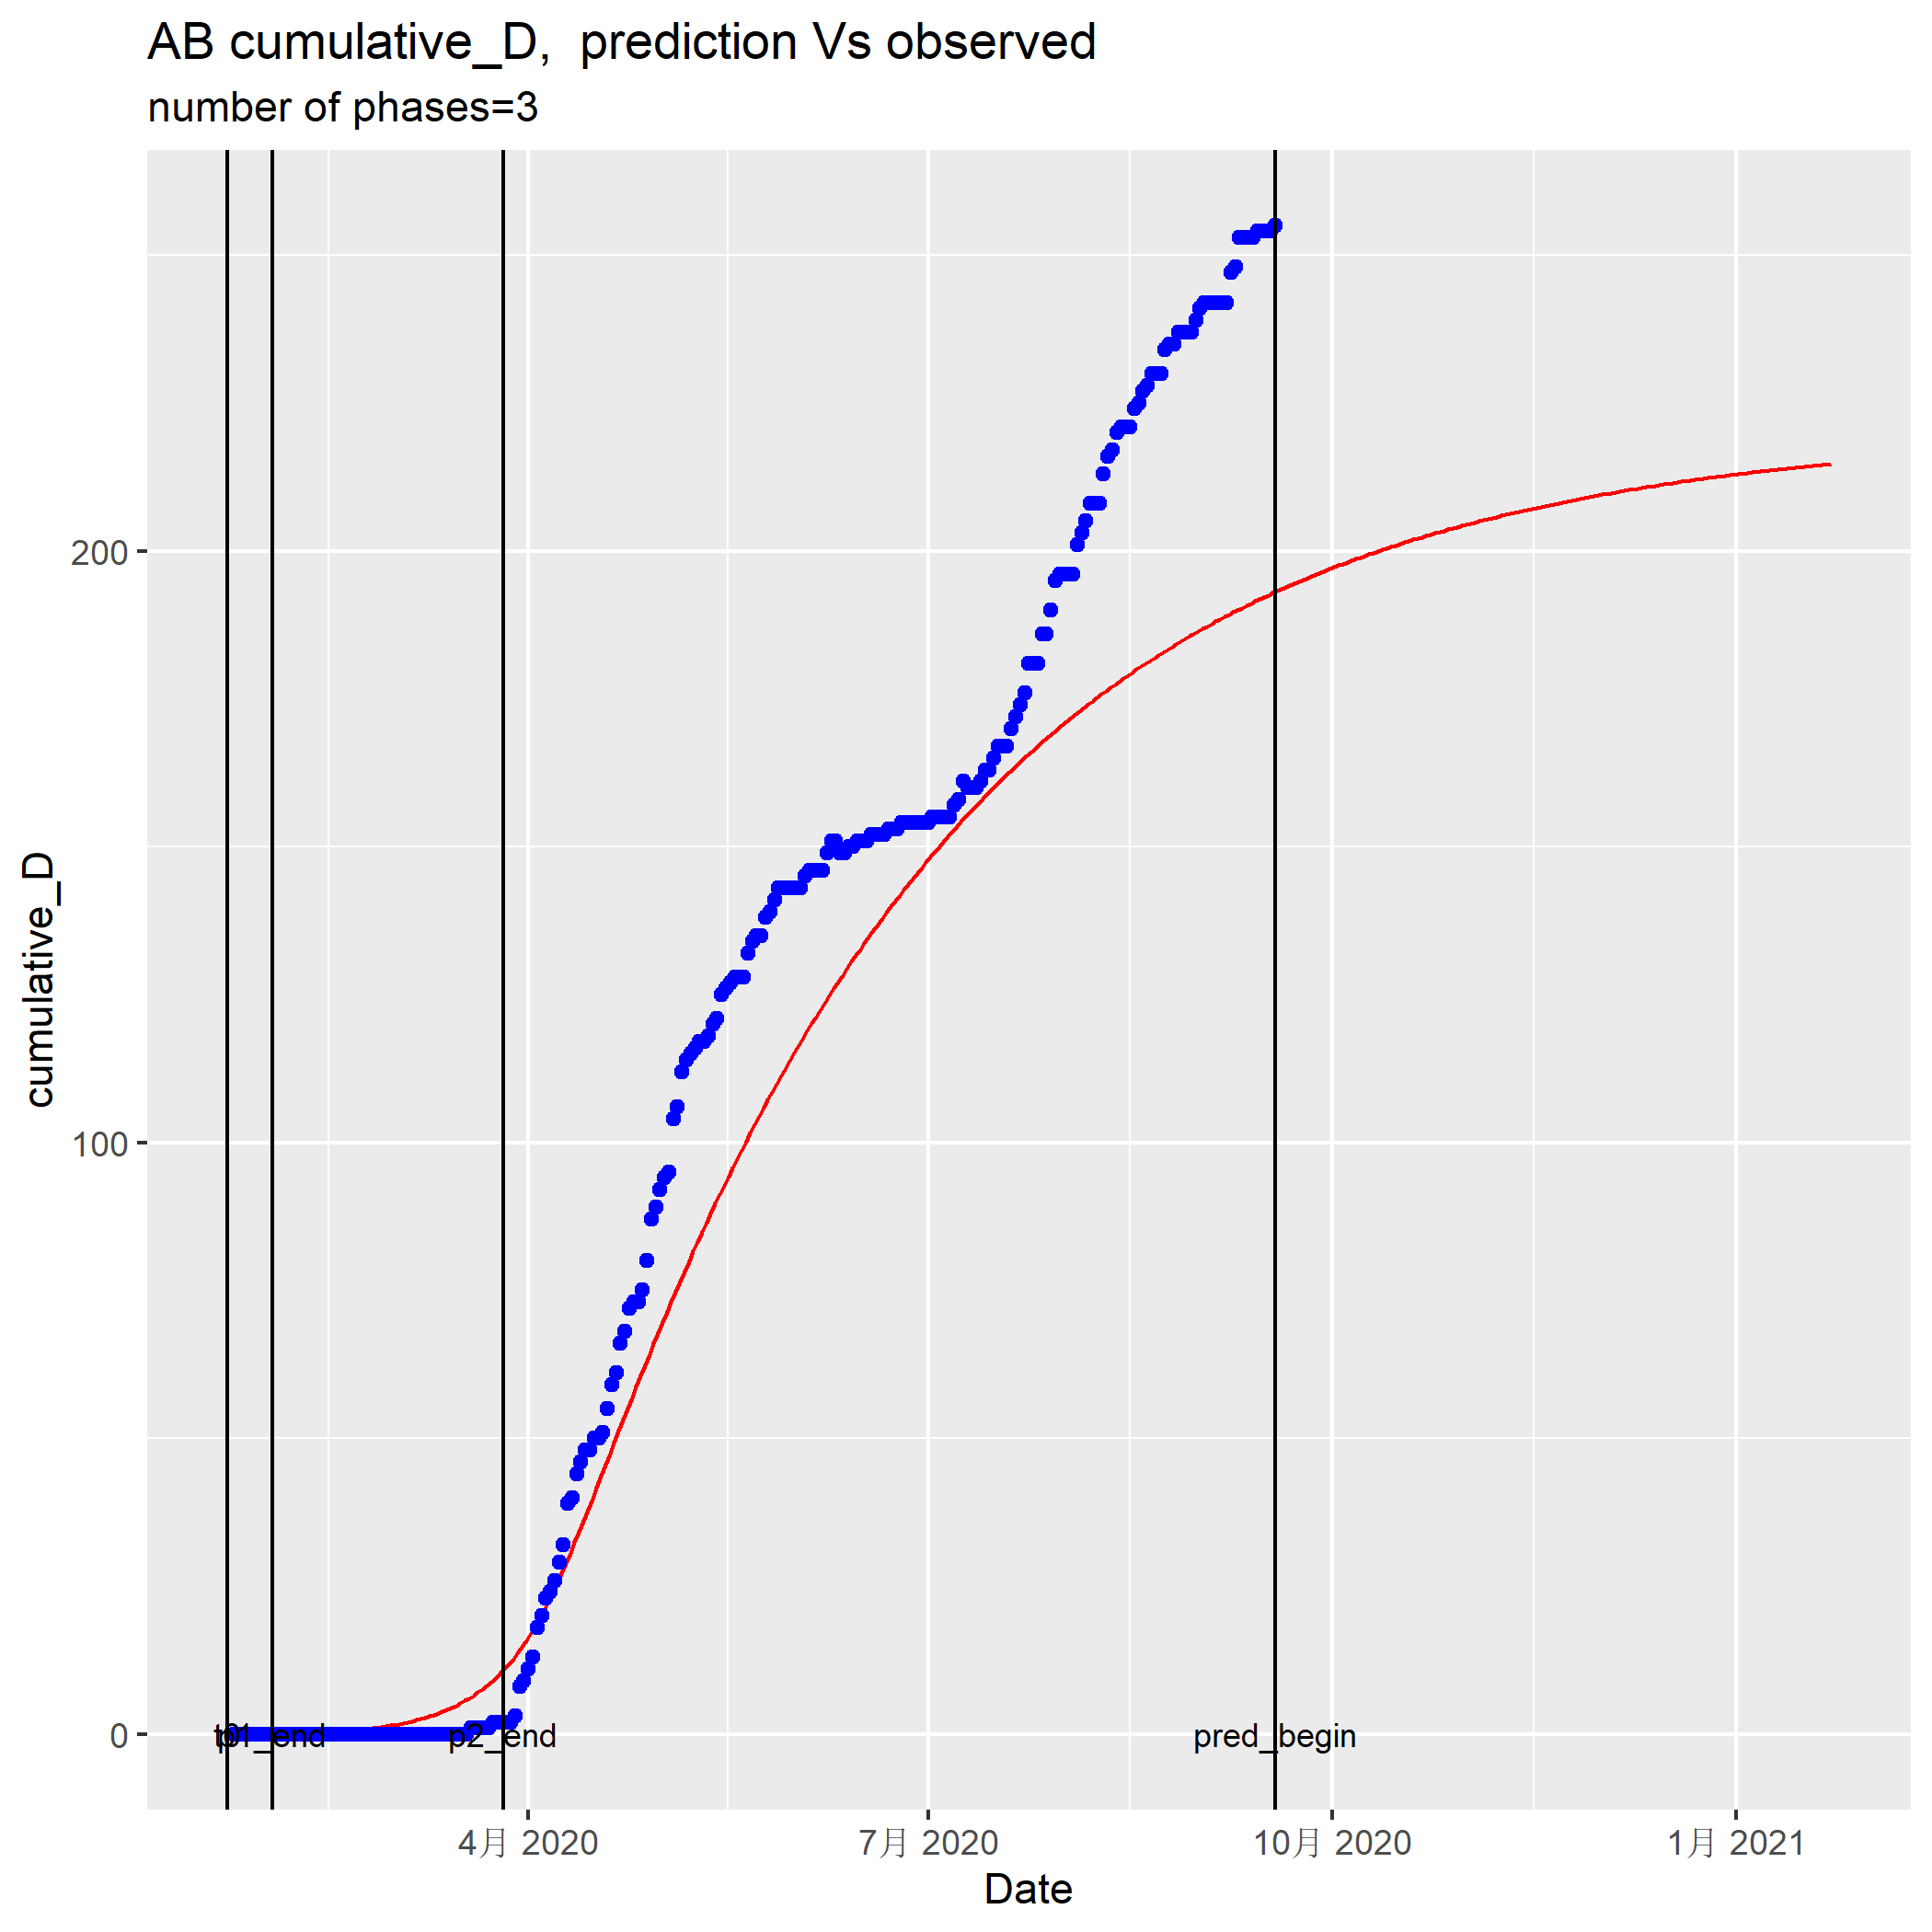 AB cumulative_D,  prediction Vs observed
number of phases=3
cumulative_D
200
100
0
p1_end
p2_end
pred_begin
4月 2020
7月 2020
10月 2020
1月 2021
Date